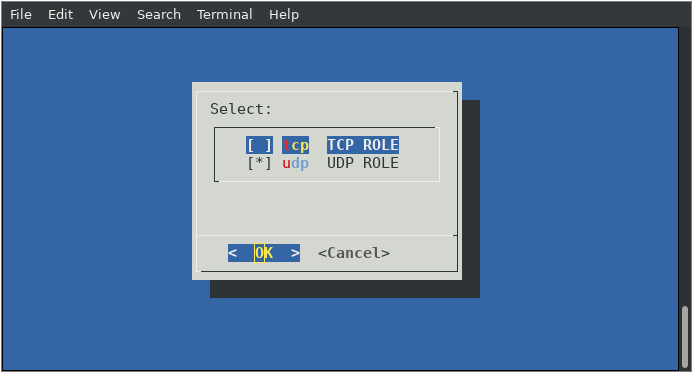 File Edit View Search Terminal Help
Select:
[ ] tcp TCP ROLE
[*] udp UDP ROLE
< OK > <Cancel>